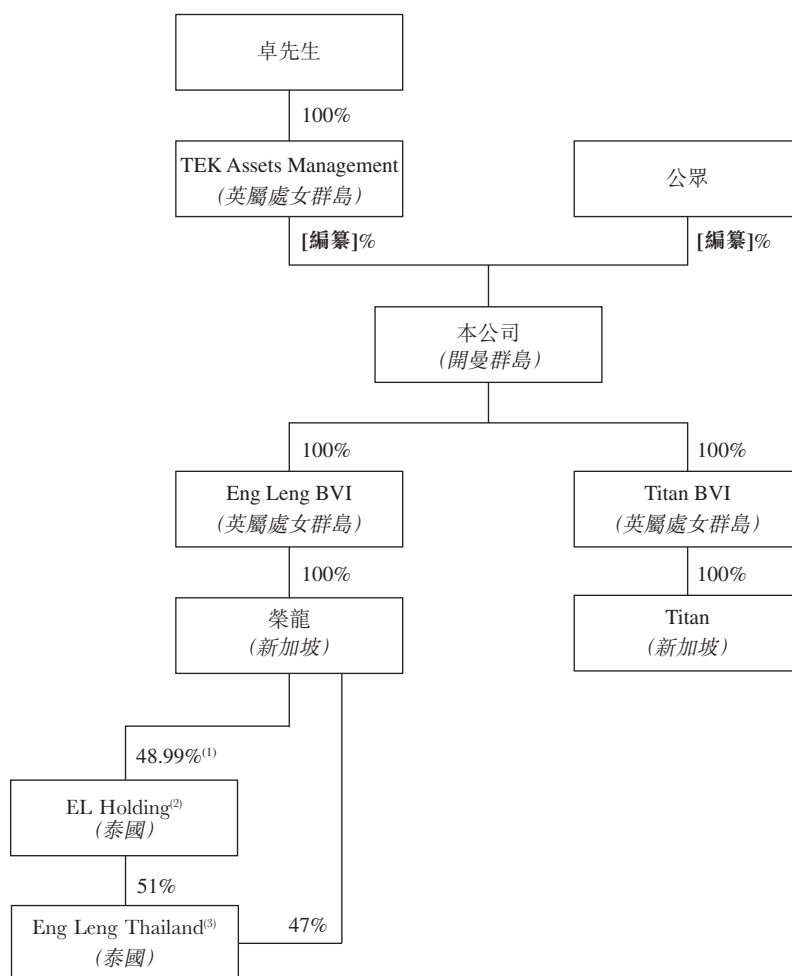 卓先生
100%
TEK Assets Management
(英屬處女群島)
公眾
[編纂]%
[編纂]%
本公司
(開曼群島)
100%
100%
Eng Leng BVI
(英屬處女群島)
Titan BVI
(英屬處女群島)
100%
100%
榮龍
(新加坡)
Titan
(新加坡)
48.99%(1)
EL Holding(2)
(泰國)
51%
Eng Leng Thailand(3)
(泰國)
47%